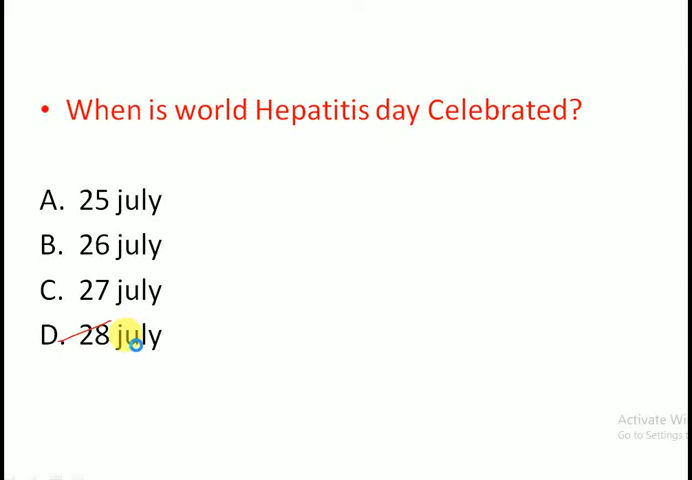 • When is world Hepatitis day Celebrated?
A. 25 july
B. 26 july
C. 27 july
D. 28 july
Activate Wi
Go to Settings